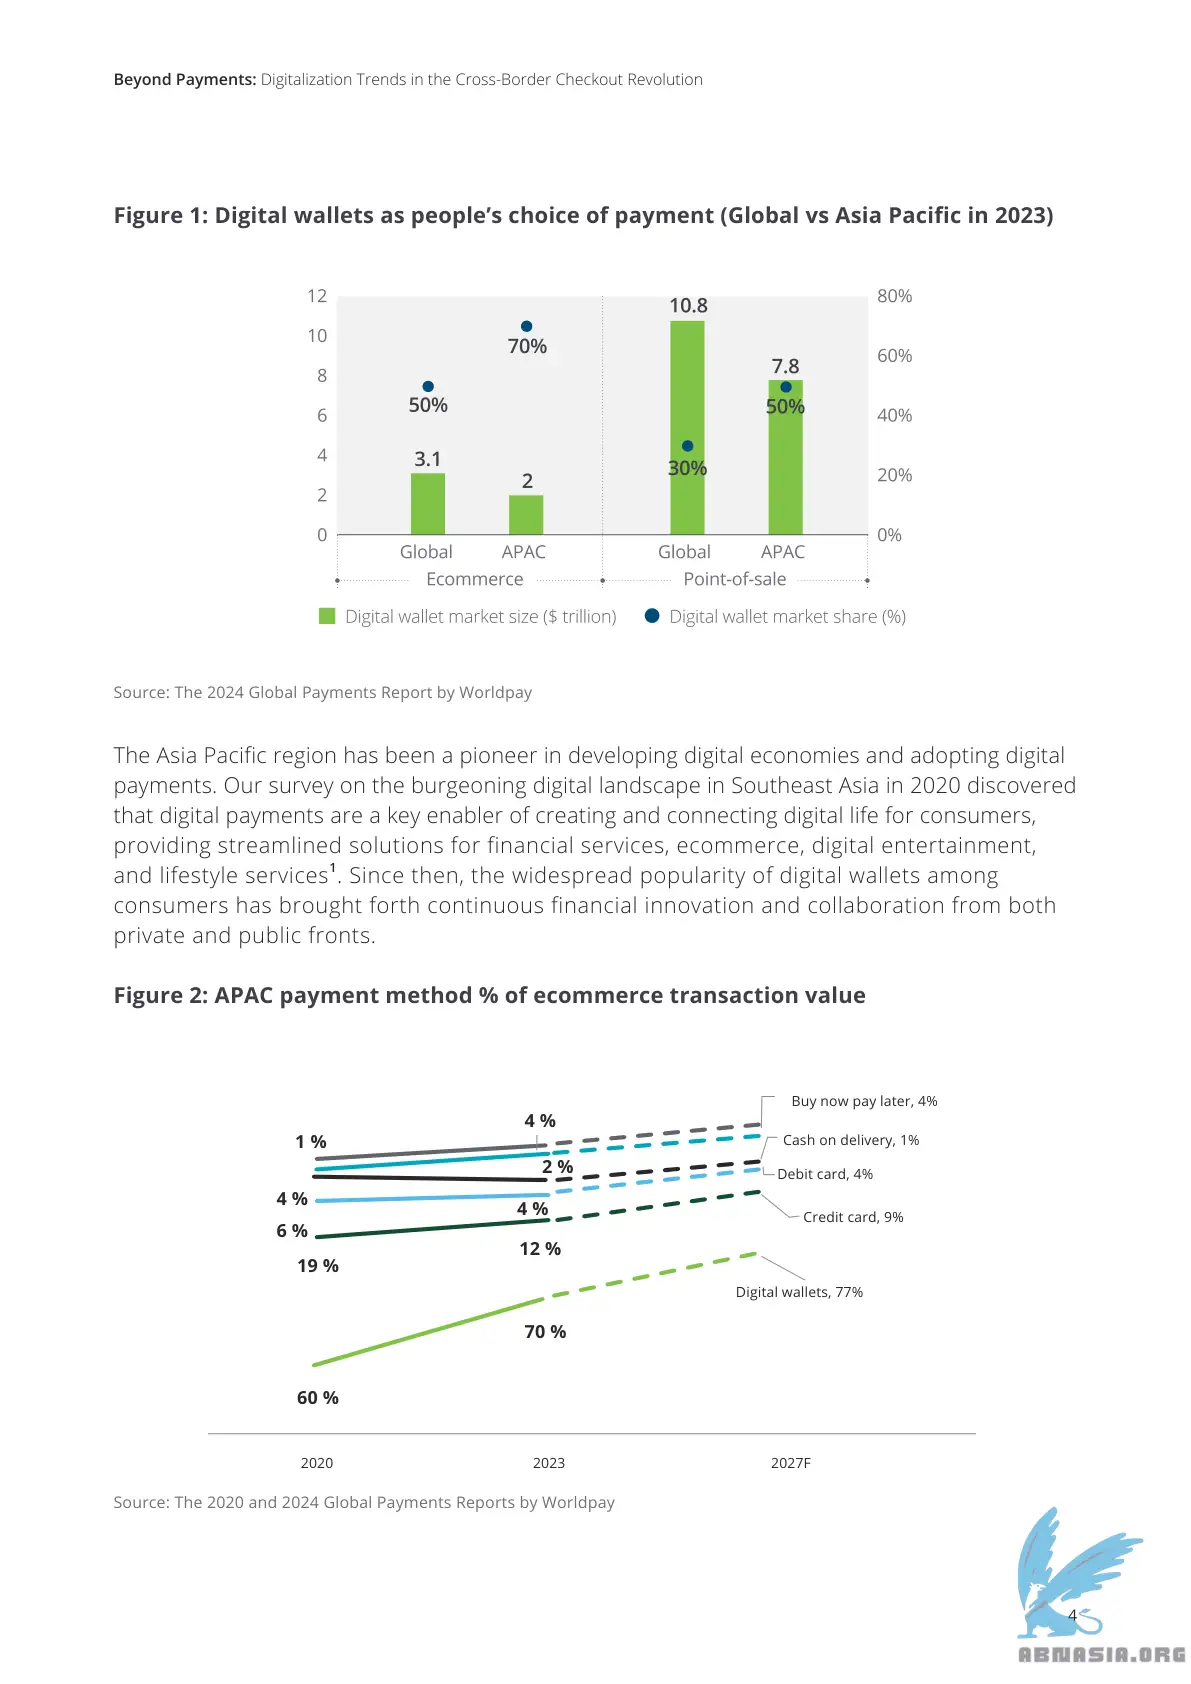 Beyond Payments: Digitalization Trends in the Cross-Border Checkout Revolution
Figure 1: Digital wallets as people’s choice of payment (Global vs Asia Pacific in 2023)
12
10
8
6
4
2
0
80%
60%
40%
20%
0%
50%
3.1
70%
2
10.8
30%
7.8
50%
Global
APAC
Global
APAC
Ecommerce
Point-of-sale
Digital wallet market size ($ trillion)
Digital wallet market share (%)
Source: The 2024 Global Payments Report by Worldpay
The Asia Pacific region has been a pioneer in developing digital economies and adopting digital
payments. Our survey on the burgeoning digital landscape in Southeast Asia in 2020 discovered
that digital payments are a key enabler of creating and connecting digital life for consumers,
providing streamlined solutions for financial services, ecommerce, digital entertainment,
and lifestyle services1. Since then, the widespread popularity of digital wallets among
consumers has brought forth continuous financial innovation and collaboration from both
private and public fronts.
Figure 2: APAC payment method % of ecommerce transaction value
1 %
4 %
6 %
19 %
60 %
4 %
2 %
4 %
12 %
70 %
Buy now pay later, 4%
Cash on delivery, 1%
Debit card, 4%
Credit card, 9%
Digital wallets, 77%
2020
2023
2027F
Source: The 2020 and 2024 Global Payments Reports by Worldpay
4
ABNASIA.ORG